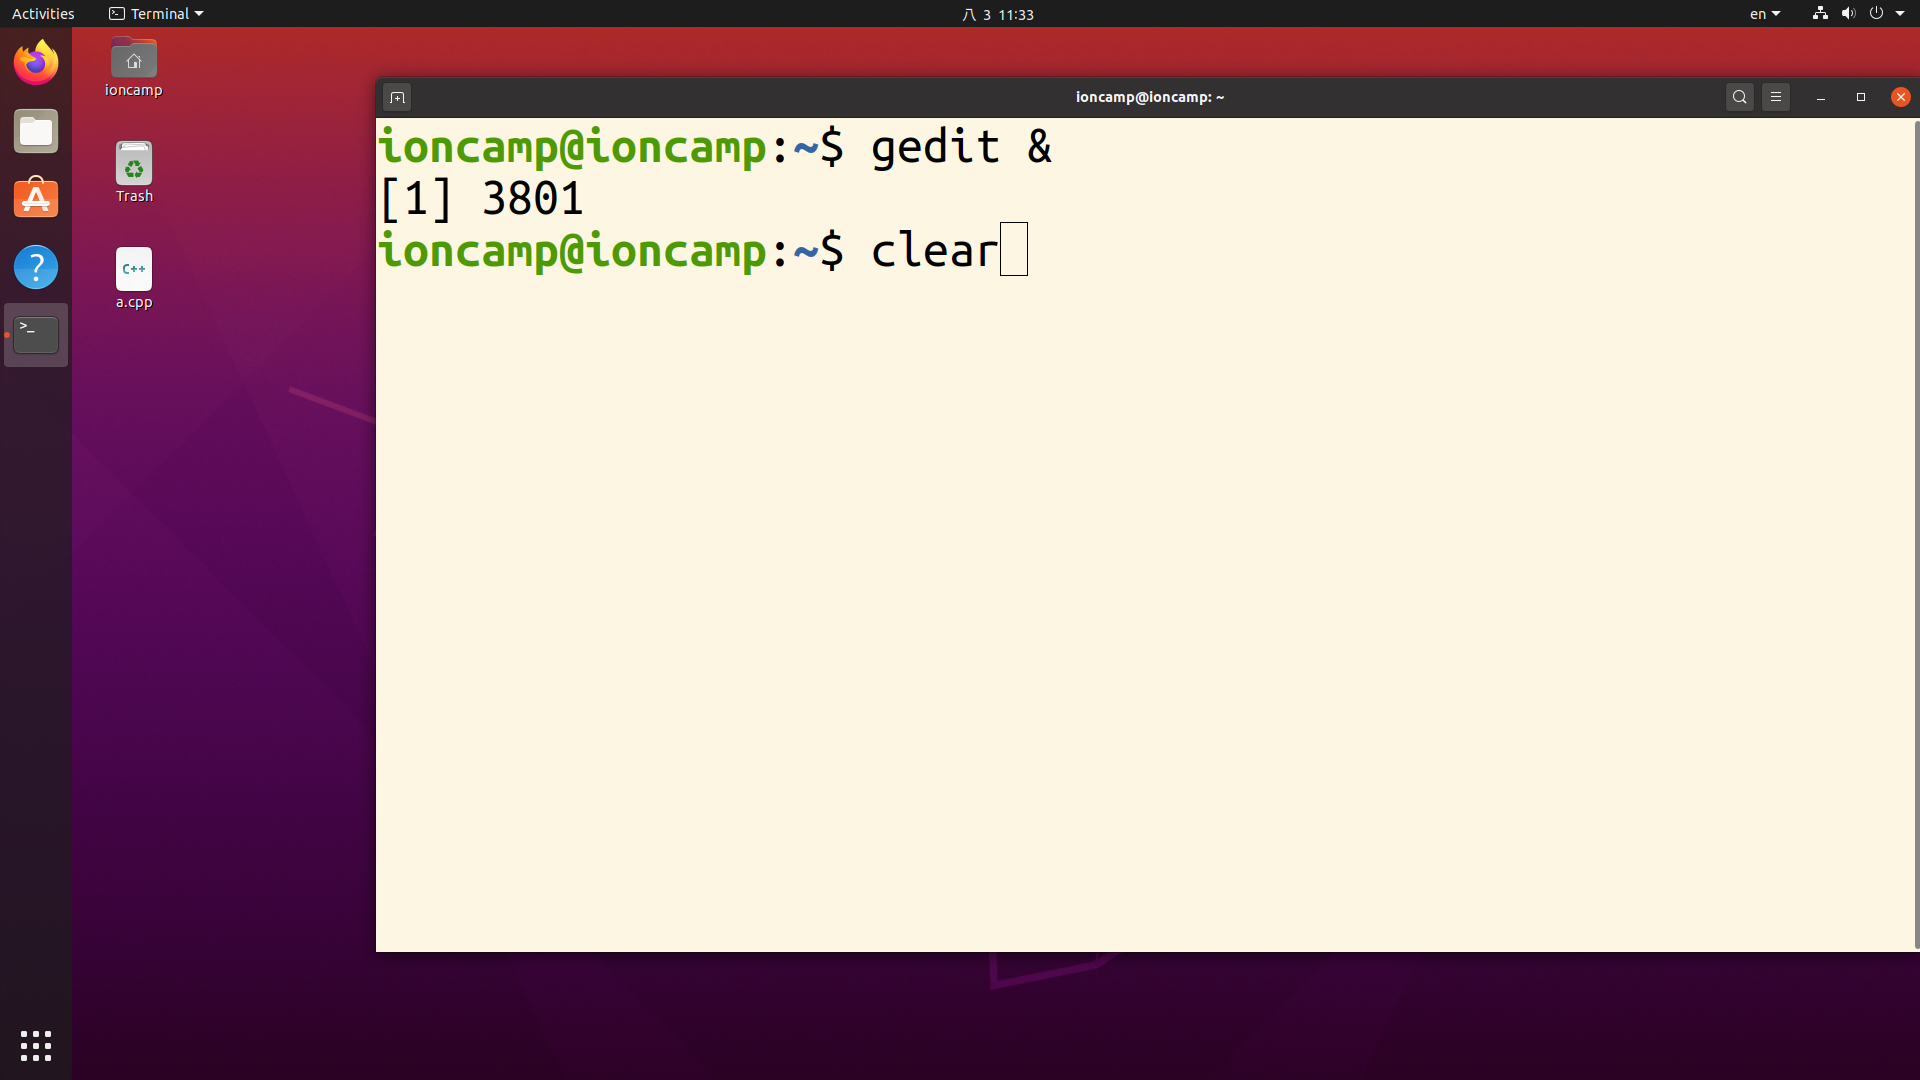 Activities
Terminal
八 3 11:33
en
ioncamp
Trash
C++
a.cpp
>_
ioncamp@ioncamp: ~
ioncamp@ioncamp:~$ gedit &
[1] 3801
ioncamp@ioncamp:~$ clear